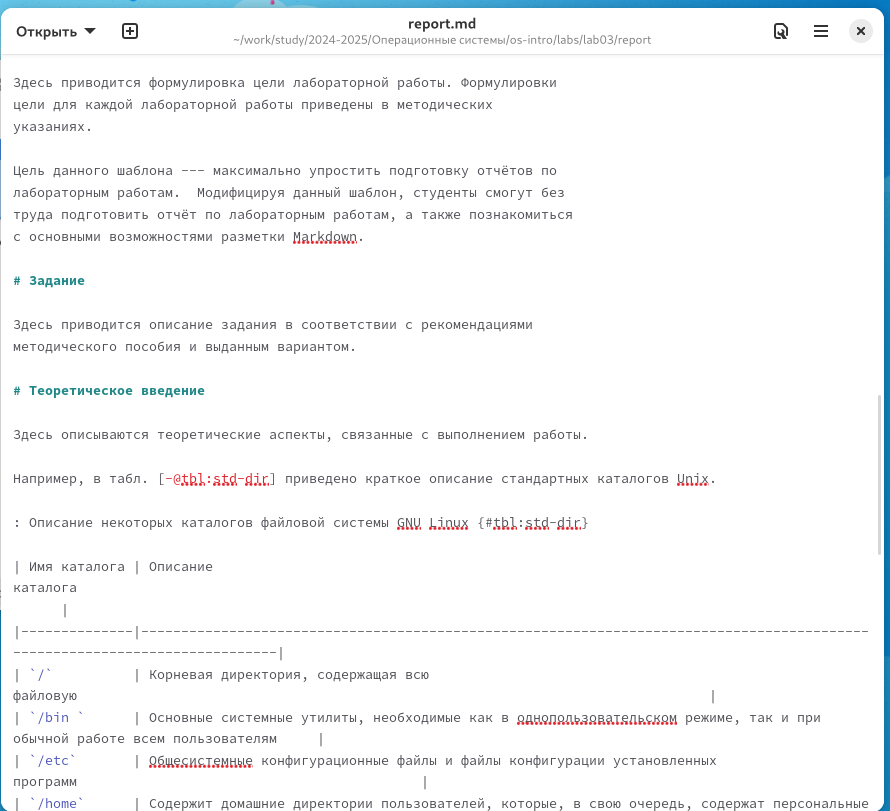 Открыть
report.md
~/work/study/2024-2025/Операционные системы/os-intro/labs/lab03/report
Здесь приводится формулировка цели лабораторной работы. Формулировки
цели для каждой лабораторной работы приведены в методических
указаниях.
Цель данного шаблона --- максимально упростить подготовку отчётов по
лабораторным работам.  Модифицируя данный шаблон, студенты смогут без
труда подготовить отчёт по лабораторным работам, а также познакомиться
с основными возможностями разметки Markdown.
# Задание
Здесь приводится описание задания в соответствии с рекомендациями
методического пособия и выданным вариантом.
# Теоретическое введение
Здесь описываются теоретические аспекты, связанные с выполнением работы.
Например, в табл. [-@tbl:std-dir] приведено краткое описание стандартных каталогов Unix.
: Описание некоторых каталогов файловой системы GNU Linux {#tbl:std-dir}
| Имя каталога | Описание
каталога
|
|--------------|-------------------------------------------------------------------------------------------
---------------------------------|
| `/`          | Корневая директория, содержащая всю
файловую                                                                               |
| `/bin `      | Основные системные утилиты, необходимые как в однопользовательском режиме, так и при
обычной работе всем пользователям     |
| `/etc`       | Общесистемные конфигурационные файлы и файлы конфигурации установленных
программ                                           |
| `/home`      | Содержит домашние директории пользователей, которые, в свою очередь, содержат персональные